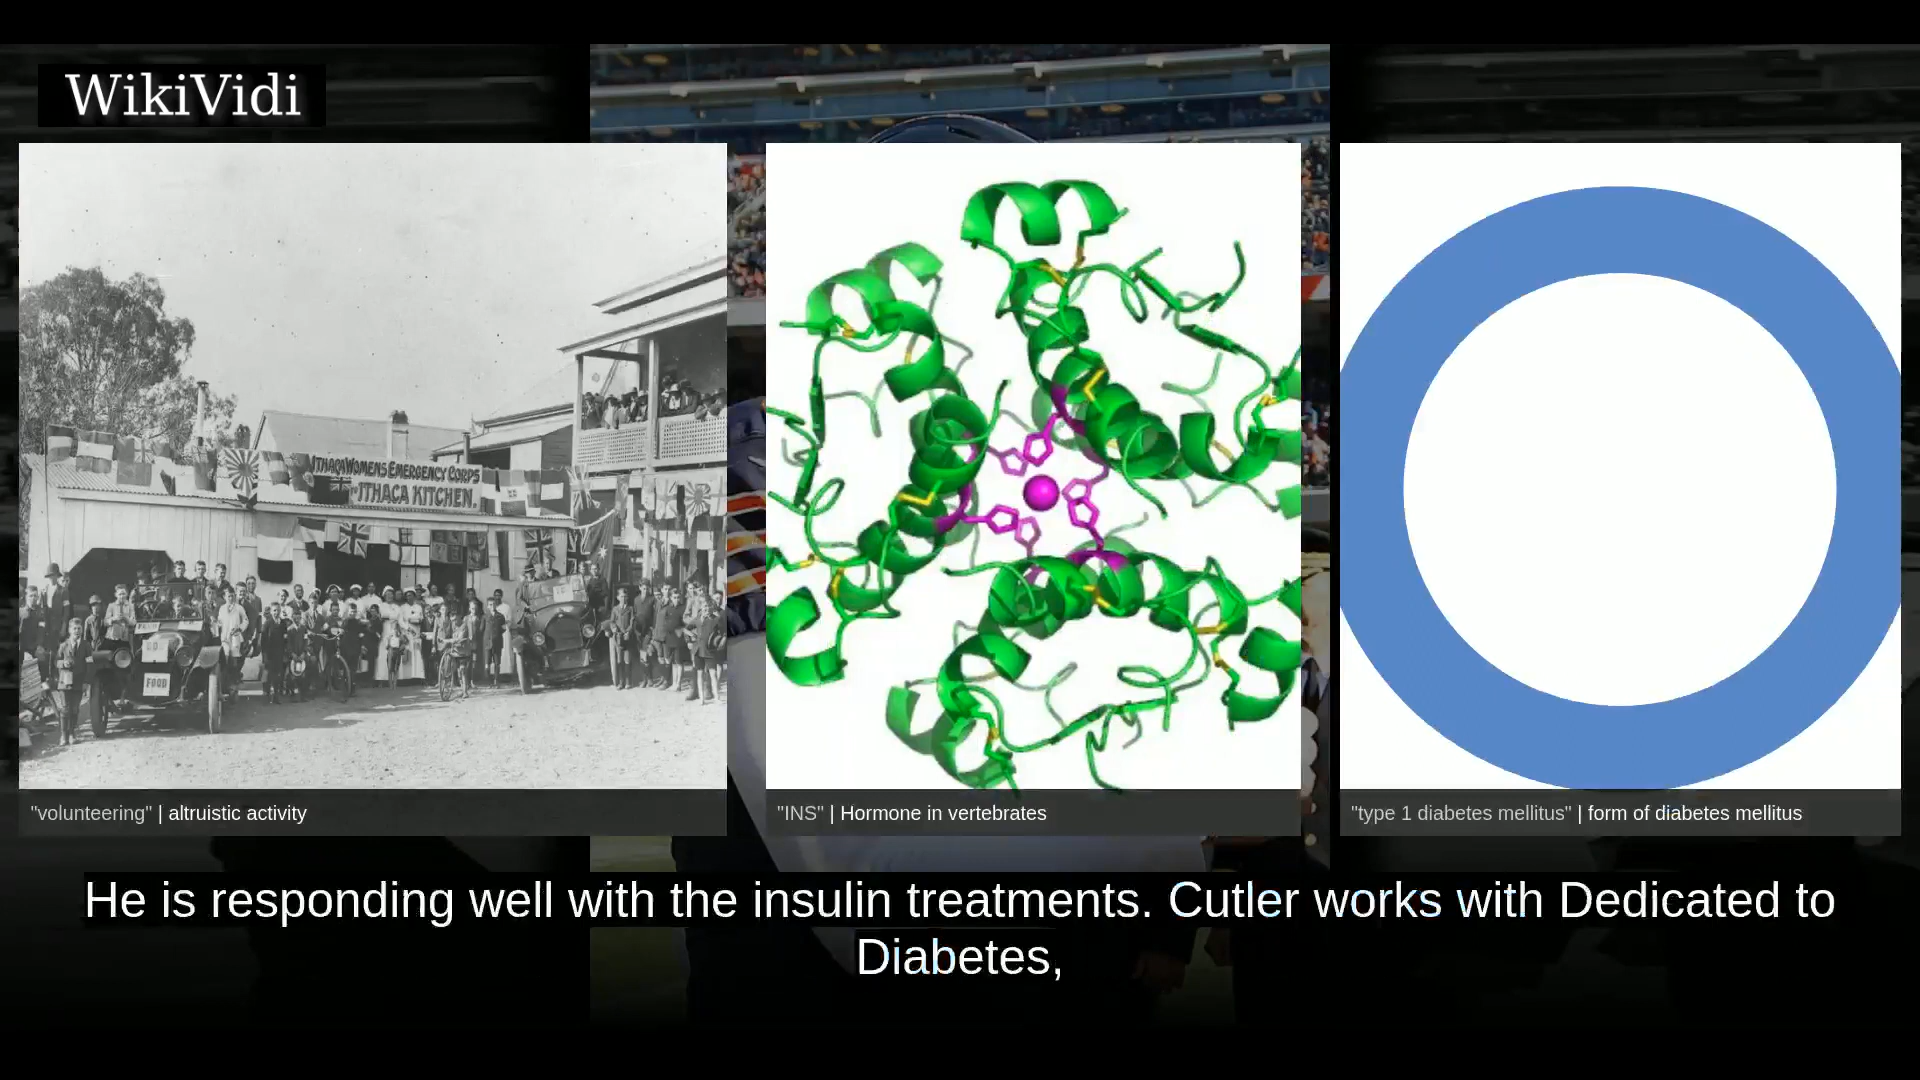 WikiVidi
ITHACA WOMENS EMERGENCY CORPS
ITHACA KITCHEN.
FOOD
"volunteering" | altruistic activity
"INS" | Hormone in vertebrates
"type 1 diabetes mellitus" | form of diabetes mellitus
He is responding well with the insulin treatments. Cutler works with Dedicated to
Diabetes,